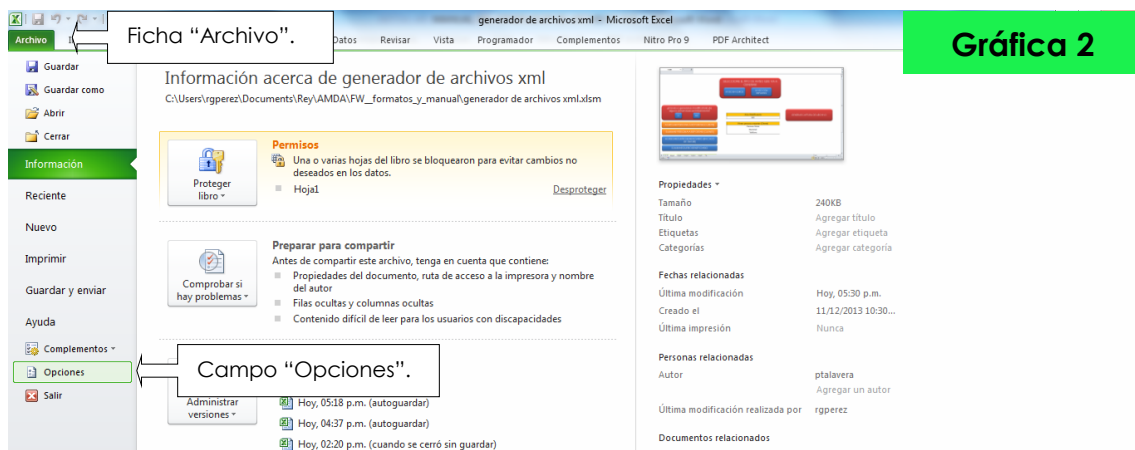 generador de archivos xml - Microsoft Excel
Archivo
Datos
Revisar
Vista
Programador
Complementos
Nitro Pro 9
PDF Architect
Ficha “Archivo”.
Gráfica 2
Guardar
Guardar como
Abrir
Cerrar
Información
Reciente
Nuevo
Imprimir
Guardar y enviar
Ayuda
Complementos
Opciones
Salir
Campo “Opciones”.
Información acerca de generador de archivos xml
C:\Users\rgperez\Documents\Rey\AMDA\FW_formatos_y_manual\generador de archivos xml.xlsm
Proteger
libro
Permisos
Una o varias hojas del libro se bloquearon para evitar cambios no
deseados en los datos.
Hoja1
Desproteger
Comprobar si
hay problemas
Preparar para compartir
Antes de compartir este archivo, tenga en cuenta que contiene:
Propiedades del documento, ruta de acceso a la impresora y nombre
del autor
Filas ocultas y columnas ocultas
Contenido difícil de leer para los usuarios con discapacidades
Administrar
versiones
Hoy, 05:18 p.m. (autoguardar)
Hoy, 04:37 p.m. (autoguardar)
Hoy, 02:20 p.m. (cuando se cerró sin guardar)
Propiedades
Tamaño 240KB
Título Agregar título
Etiquetas Agregar etiqueta
Categorías Agregar categoría
Fechas relacionadas
Última modificación Hoy, 05:30 p.m.
Creado el 11/12/2013 10:30...
Última impresión Nunca
Personas relacionadas
Autor ptalavera
Agregar un autor
Última modificación realizada por rgperez
Documentos relacionados